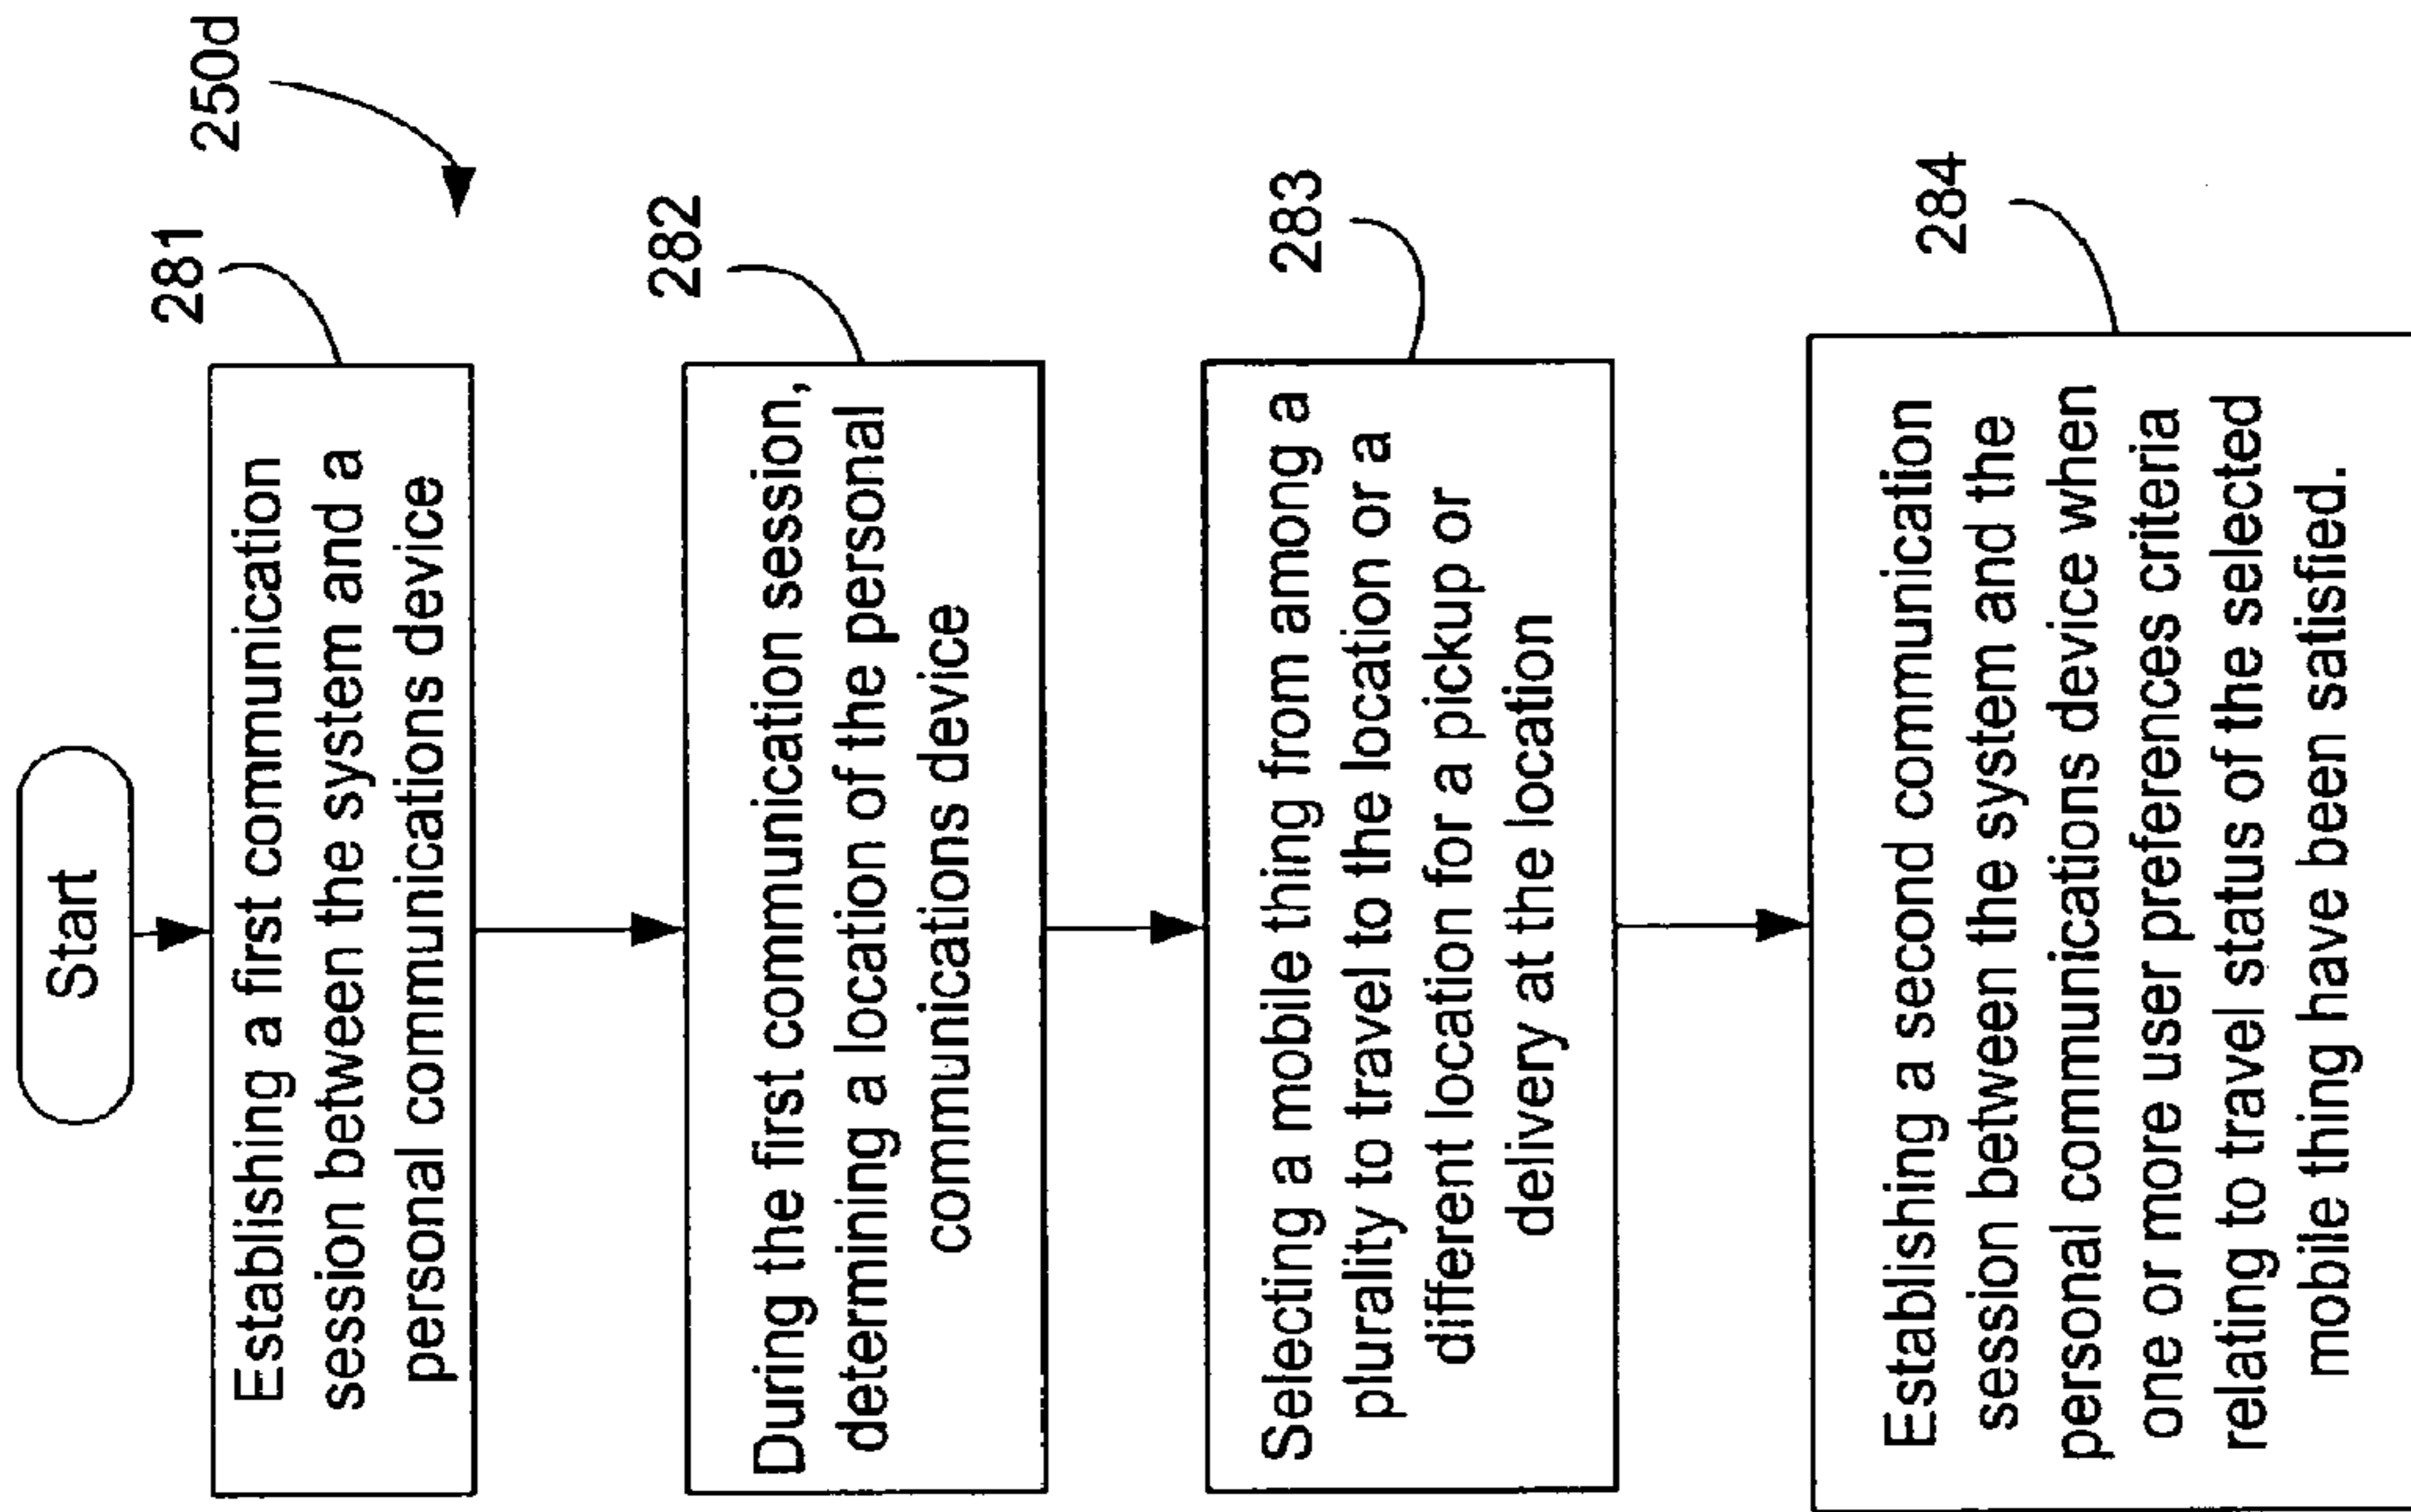 Start
250d
281
Establishing a first communication
session between the system and a
personal communications device
282
During the first communication session,
determining a location of the personal
communications device
283
Selecting a mobile thing from among a
plurality to travel to the location or a
different location for a pickup or
delivery at the location
284
Establishing a second communication
session between the system and the
personal communications device when
one or more user preferences criteria
relating to travel status of the selected
mobile thing have been satisfied.